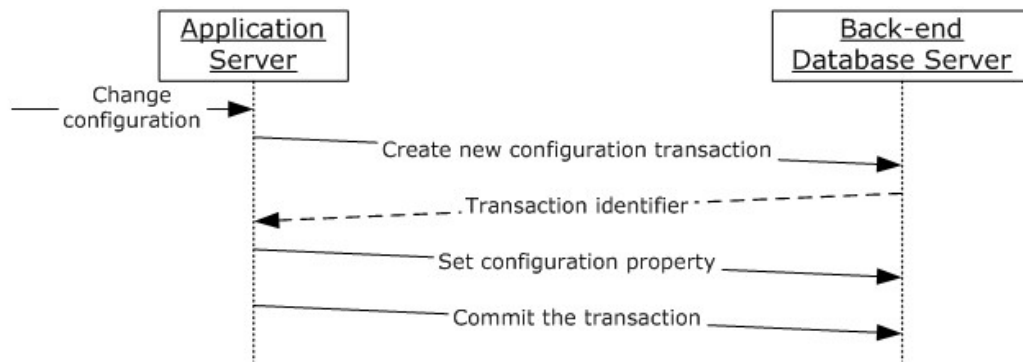 Application
Server
Back-end
Database Server
Change
configuration
Create new configuration transaction
Transaction identifier
Set configuration property
Commit the transaction